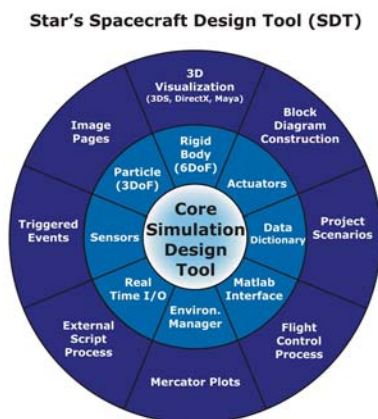 Star's Spacecraft Design Tool (SDT)
3D
Visualization
(3DS, DirectX, Maya)
Block
Diagram
Construction
Project
Scenarios
Flight
Control
Process
Mercator Plots
External
Script
Process
Triggered
Events
Image
Pages
Rigid
Body
(6DoF)
Actuators
Data
Dictionary
Matlab
Interface
Environ.
Manager
Real
Time I/O
Sensors
Particle
(3DoF)
Core
Simulation
Design
Tool